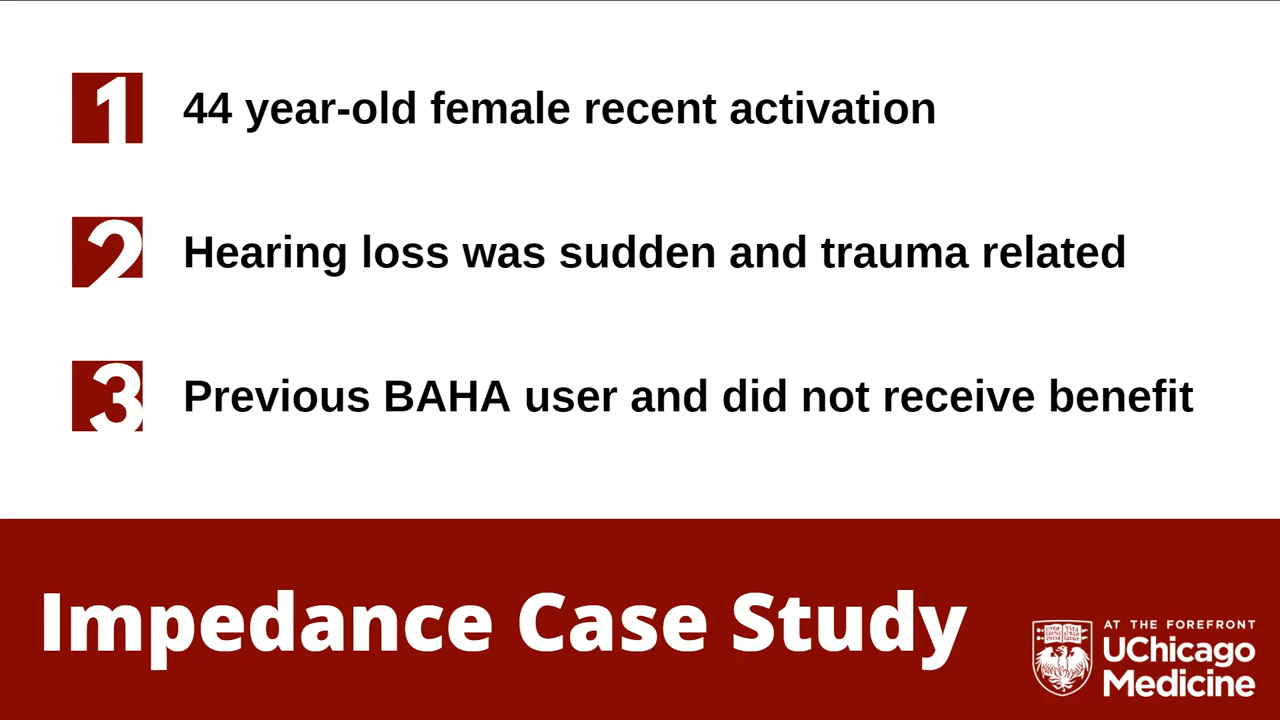 1 44 year-old female recent activation
2 Hearing loss was sudden and trauma related
3 Previous BAHA user and did not receive benefit
Impedance Case Study
AT THE FOREFRONT
UChicago
Medicine